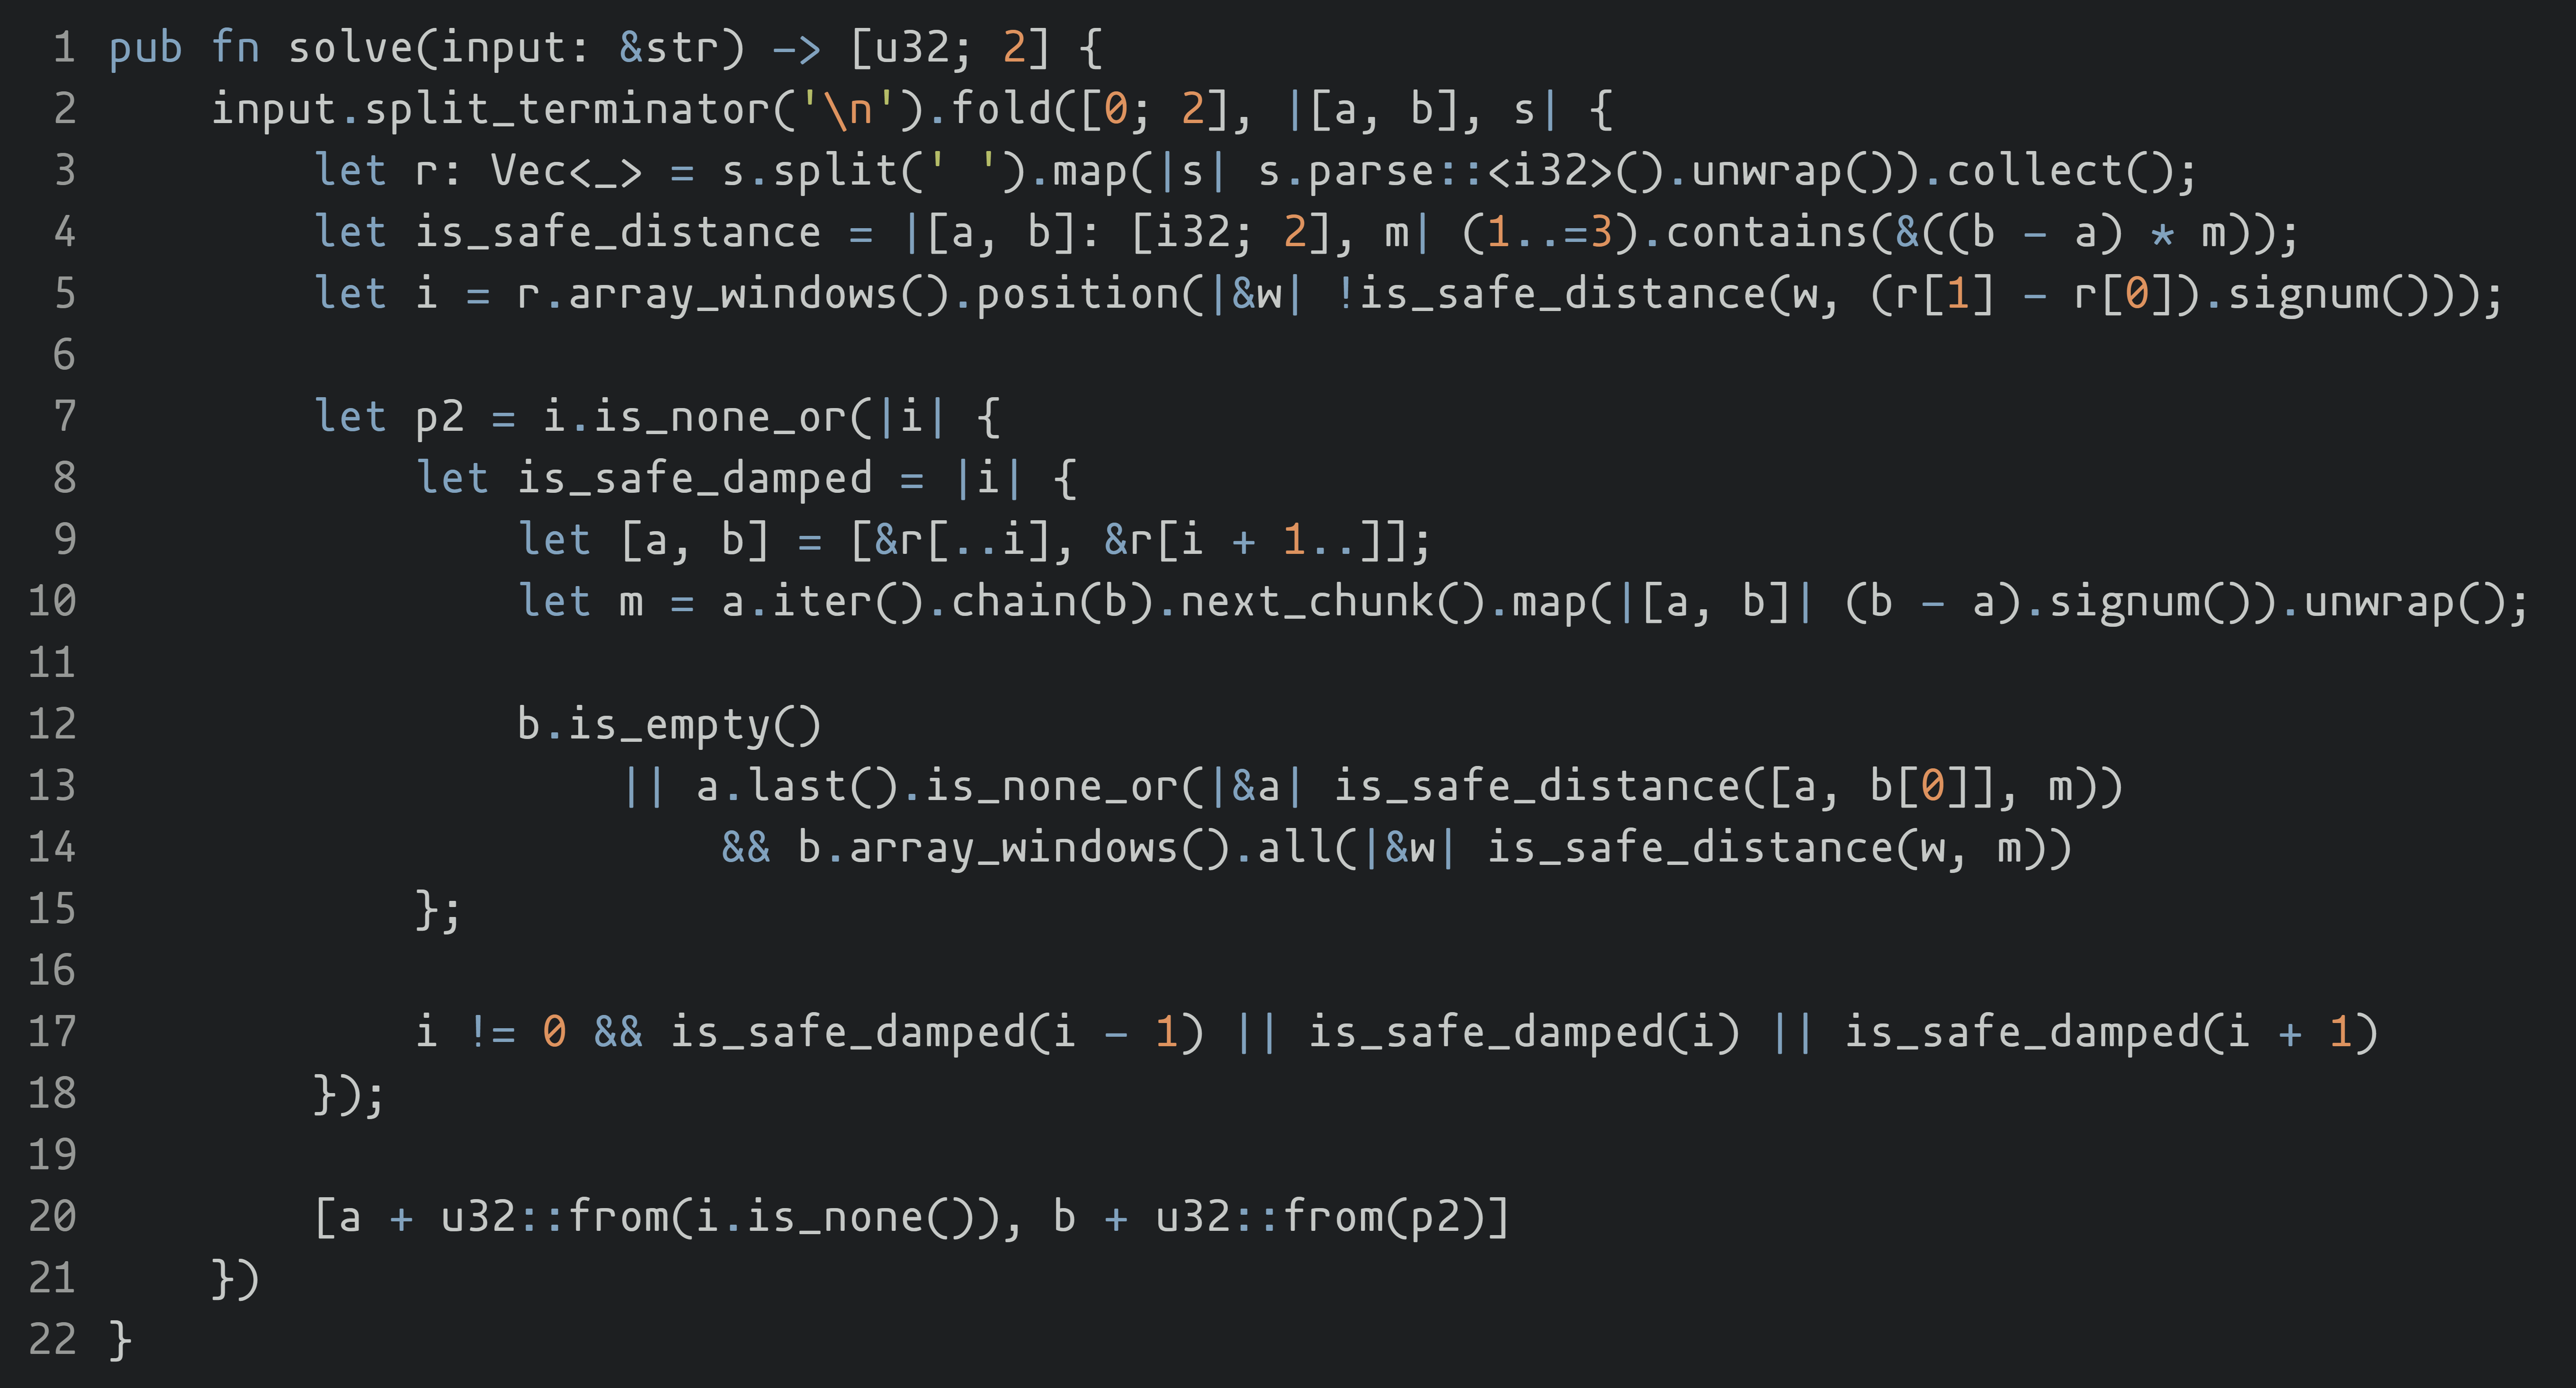 1 pub fn solve(input: &str) -> [u32; 2] {
2     input.split_terminator('\n').fold([0; 2], |[a, b], s| {
3         let r: Vec<_> = s.split(' ').map(|s| s.parse::<i32>().unwrap()).collect();
4         let is_safe_distance = |[a, b]: [i32; 2], m| (1..=3).contains(&((b - a) * m));
5         let i = r.array_windows().position(|&w| !is_safe_distance(w, (r[1] - r[0]).signum()));
6
7         let p2 = i.is_none_or(|i| {
8             let is_safe_damped = |i| {
9                 let [a, b] = [&r[..i], &r[i + 1..]];
10                 let m = a.iter().chain(b).next_chunk().map(|[a, b]| (b - a).signum()).unwrap();
11
12                 b.is_empty()
13                     || a.last().is_none_or(|&a| is_safe_distance([a, b[0]], m))
14                         && b.array_windows().all(|&w| is_safe_distance(w, m))
15             };
16
17             i != 0 && is_safe_damped(i - 1) || is_safe_damped(i) || is_safe_damped(i + 1)
18         });
19
20         [a + u32::from(i.is_none()), b + u32::from(p2)]
21     })
22 }